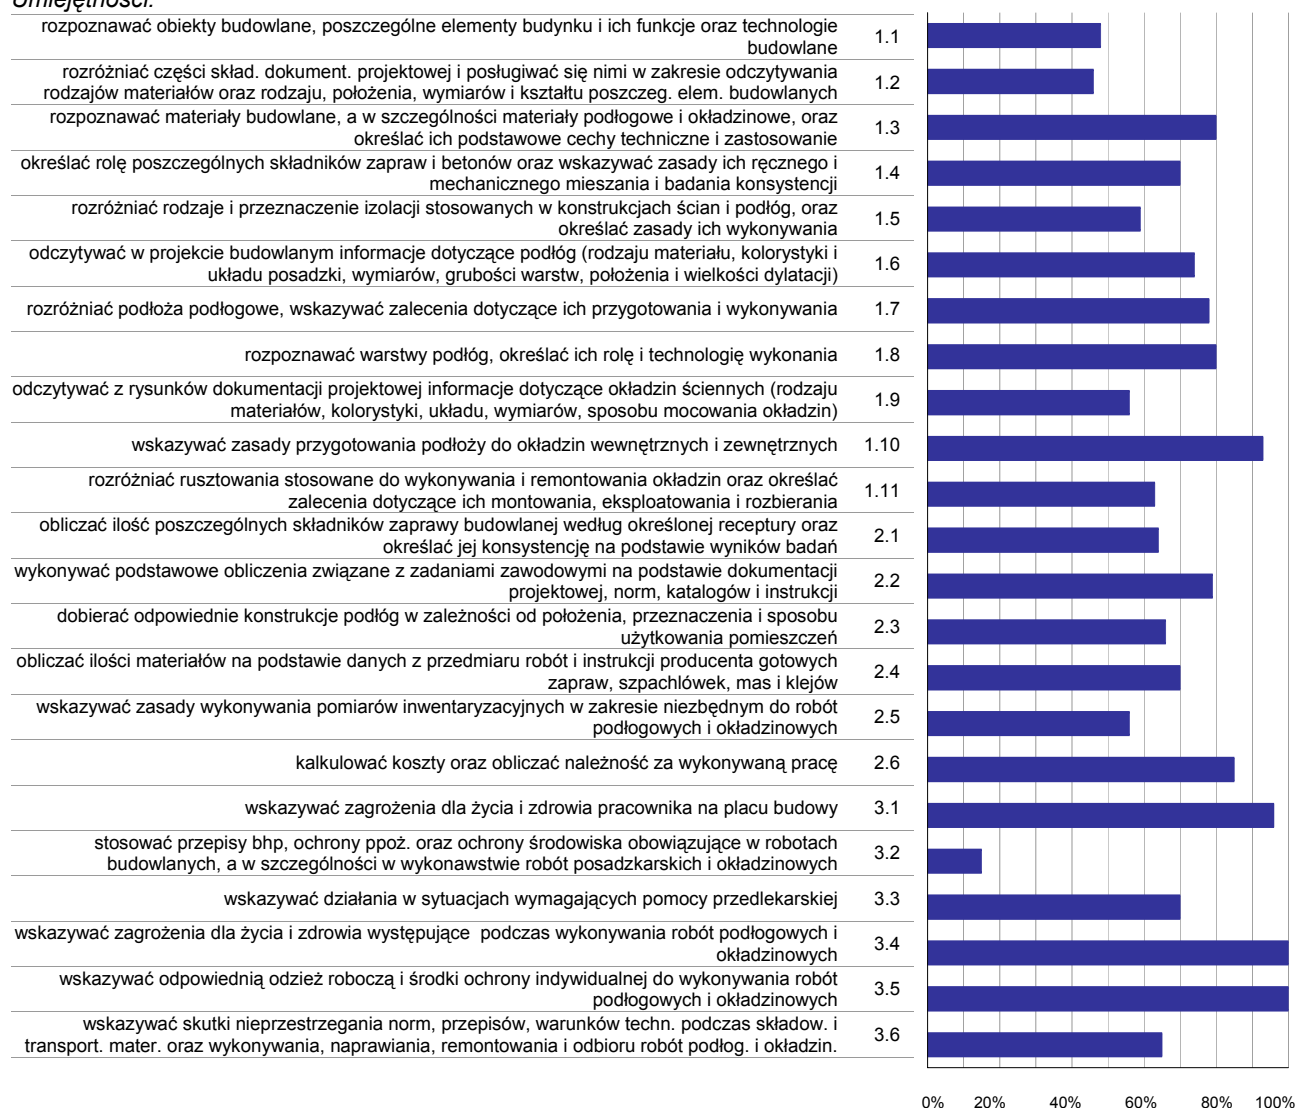 Umiejętności:
rozpoznawać obiekty budowlane, poszczególne elementy budynku i ich funkcje oraz technologie
budowlane
1.1
rozróżniać części skład. dokument. projektowej i posługiwać się nimi w zakresie odczytywania
rodzajów materiałów oraz rodzaju, położenia, wymiarów i kształtu poszczeg. elem. budowlanych
1.2
rozpoznawać materiały budowlane, a w szczególności materiały podłogowe i okładzinowe, oraz
określać ich podstawowe cechy techniczne i zastosowanie
1.3
określać rolę poszczególnych składników zapraw i betonów oraz wskazywać zasady ich ręcznego i
mechanicznego mieszania i badania konsystencji
1.4
rozróżniać rodzaje i przeznaczenie izolacji stosowanych w konstrukcjach ścian i podłóg, oraz
określać zasady ich wykonywania
1.5
odczytywać w projekcie budowlanym informacje dotyczące podłóg (rodzaju materiału, kolorystyki i
układu posadzki, wymiarów, grubości warstw, położenia i wielkości dylatacji)
1.6
rozróżniać podłoża podłogowe, wskazywać zalecenia dotyczące ich przygotowania i wykonywania
1.7
rozpoznawać warstwy podłóg, określać ich rolę i technologię wykonania
1.8
odczytywać z rysunków dokumentacji projektowej informacje dotyczące okładzin ściennych (rodzaju
materiałów, kolorystyki, układu, wymiarów, sposobu mocowania okładzin)
1.9
wskazywać zasady przygotowania podłoży do okładzin wewnętrznych i zewnętrznych
1.10
rozróżniać rusztowania stosowane do wykonywania i remontowania okładzin oraz określać
zalecenia dotyczące ich montowania, eksploatowania i rozbierania
1.11
obliczać ilość poszczególnych składników zaprawy budowlanej według określonej receptury oraz
określać jej konsystencję na podstawie wyników badań
2.1
wykonywać podstawowe obliczenia związane z zadaniami zawodowymi na podstawie dokumentacji
projektowej, norm, katalogów i instrukcji
2.2
dobierać odpowiednie konstrukcje podłóg w zależności od położenia, przeznaczenia i sposobu
użytkowania pomieszczeń
2.3
obliczać ilości materiałów na podstawie danych z przedmiaru robót i instrukcji producenta gotowych
zapraw, szpachlówek, mas i klejów
2.4
wskazywać zasady wykonywania pomiarów inwentaryzacyjnych w zakresie niezbędnym do robót
podłogowych i okładzinowych
2.5
kalkulować koszty oraz obliczać należność za wykonywaną pracę
2.6
wskazywać zagrożenia dla życia i zdrowia pracownika na placu budowy
3.1
stosować przepisy bhp, ochrony ppoż. oraz ochrony środowiska obowiązujące w robotach
budowlanych, a w szczególności w wykonawstwie robót posadzkarskich i okładzinowych
3.2
wskazywać działania w sytuacjach wymagających pomocy przedlekarskiej
3.3
wskazywać zagrożenia dla życia i zdrowia występujące podczas wykonywania robót podłogowych i
okładzinowych
3.4
wskazywać odpowiednią odzież roboczą i środki ochrony indywidualnej do wykonywania robót
podłogowych i okładzinowych
3.5
wskazywać skutki nieprzestrzegania norm, przepisów, warunków techn. podczas składow. i
transport. mater. oraz wykonywania, naprawiania, remontowania i odbioru robót podłog. i okładzin.
3.6
0% 20% 40% 60% 80% 100%